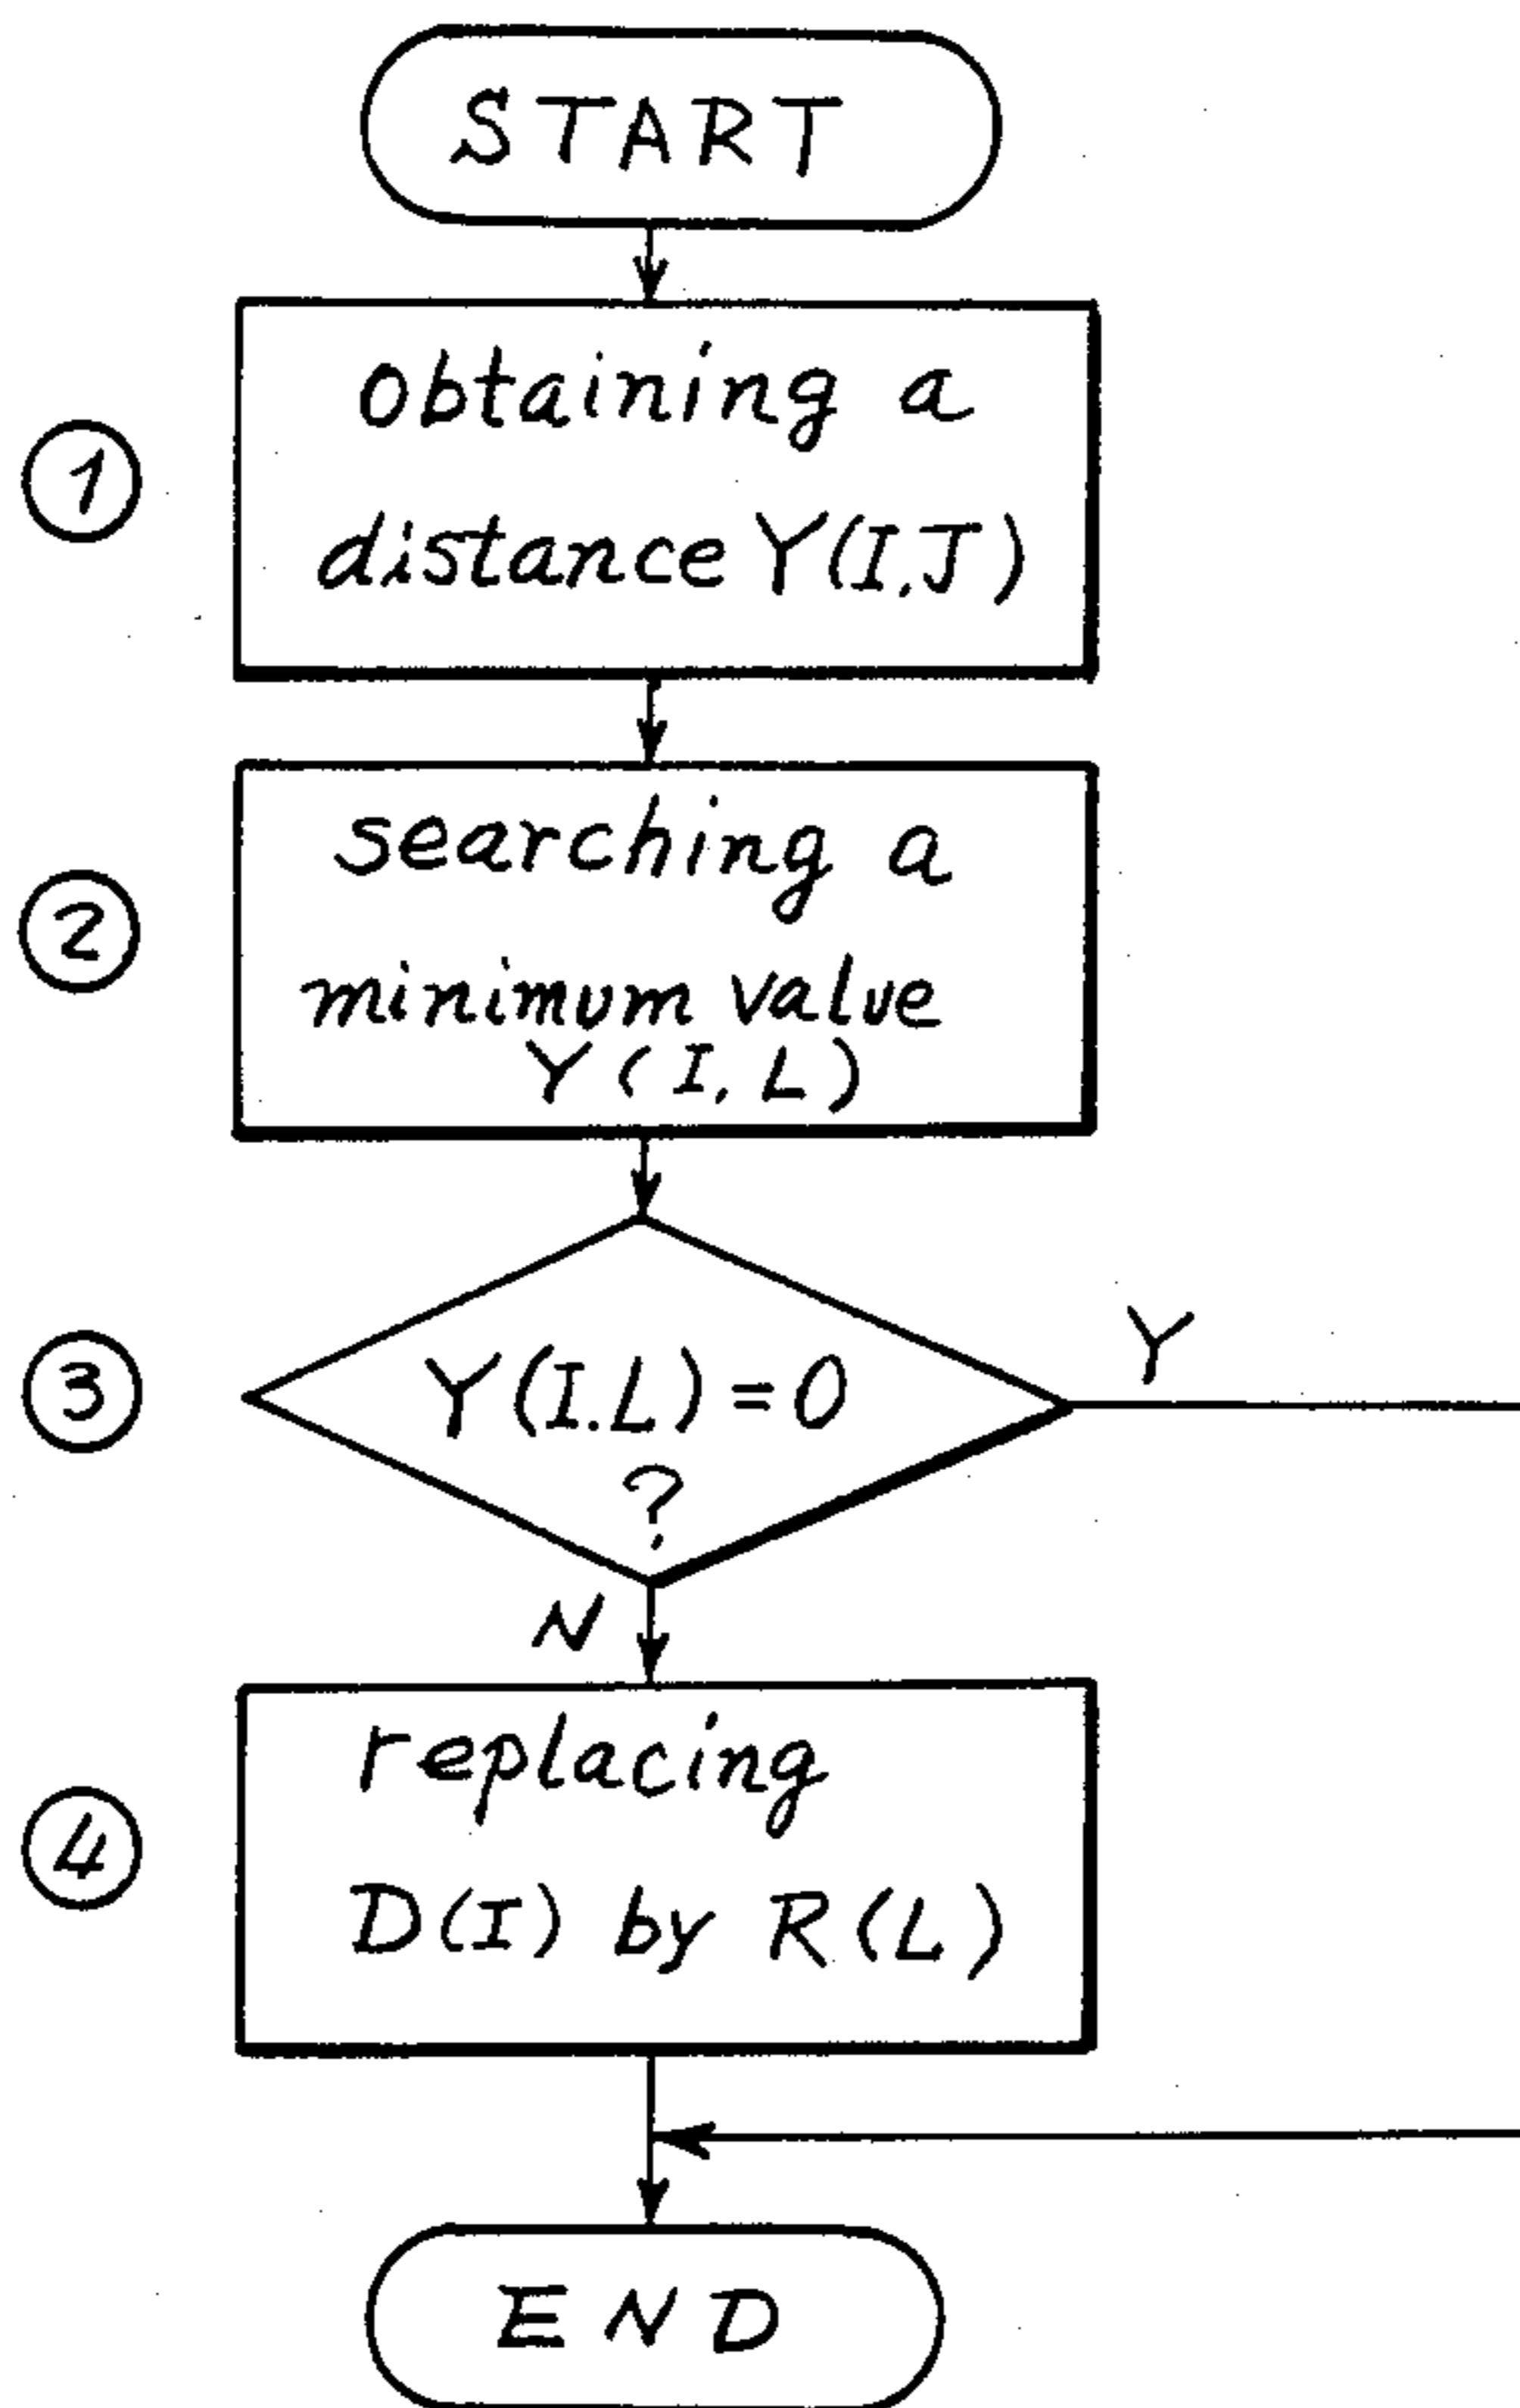 START
①
obtaining a
distance Y(I,J)
②
searching a
minimum value
Y(I,L)
③
Y(I.L)=0
?
Y
N
④
replacing
D(I) by R(L)
END